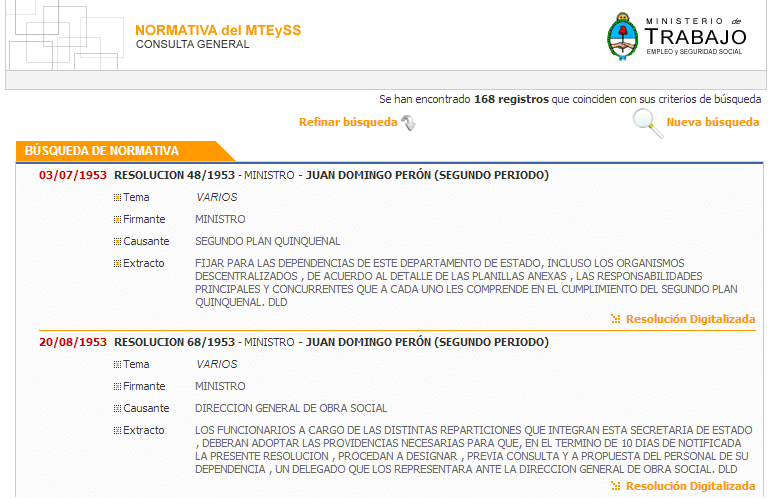 NORMATIVA del MTEySS
CONSULTA GENERAL
MINISTERIO de
TRABAJO
EMPLEO y SEGURIDAD SOCIAL
Se han encontrado 168 registros que coinciden con sus criterios de búsqueda
Refinar búsqueda
Nueva búsqueda
BÚSQUEDA DE NORMATIVA
03/07/1953 RESOLUCION 48/1953 - MINISTRO - JUAN DOMINGO PERÓN (SEGUNDO PERIODO)
Tema VARIOS
Firmante MINISTRO
Causante SEGUNDO PLAN QUINQUENAL
Extracto FIJAR PARA LAS DEPENDENCIAS DE ESTE DEPARTAMENTO DE ESTADO, INCLUSO LOS ORGANISMOS
DESCENTRALIZADOS , DE ACUERDO AL DETALLE DE LAS PLANILLAS ANEXAS , LAS RESPONSABILIDADES
PRINCIPALES Y CONCURRENTES QUE A CADA UNO LES COMPRENDE EN EL CUMPLIMIENTO DEL SEGUNDO PLAN
QUINQUENAL. DLD
Resolución Digitalizada
20/08/1953 RESOLUCION 68/1953 - MINISTRO - JUAN DOMINGO PERÓN (SEGUNDO PERIODO)
Tema VARIOS
Firmante MINISTRO
Causante DIRECCION GENERAL DE OBRA SOCIAL
Extracto LOS FUNCIONARIOS A CARGO DE LAS DISTINTAS REPARTICIONES QUE INTEGRAN ESTA SECRETARIA DE ESTADO
, DEBERAN ADOPTAR LAS PROVIDENCIAS NECESARIAS PARA QUE, EN EL TERMINO DE 10 DIAS DE NOTIFICADA
LA PRESENTE RESOLUCION , PROCEDAN A DESIGNAR , PREVIA CONSULTA Y A PROPUESTA DEL PERSONAL DE SU
DEPENDENCIA , UN DELEGADO QUE LOS REPRESENTARA ANTE LA DIRECCION GENERAL DE OBRA SOCIAL. DLD
Resolución Digitalizada